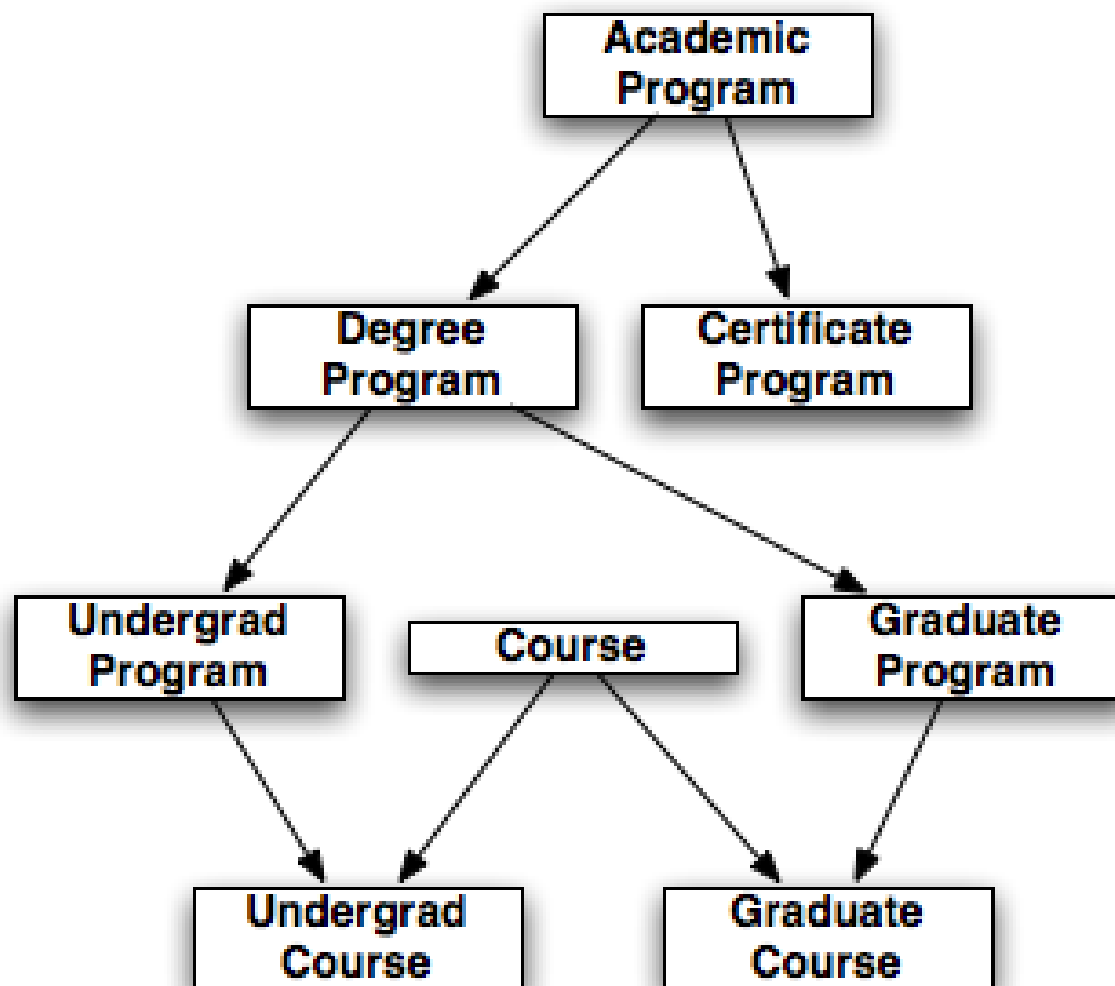 Academic
Program
Degree
Program
Certificate
Program
Undergrad
Program
Course
Graduate
Program
Undergrad
Course
Graduate
Course